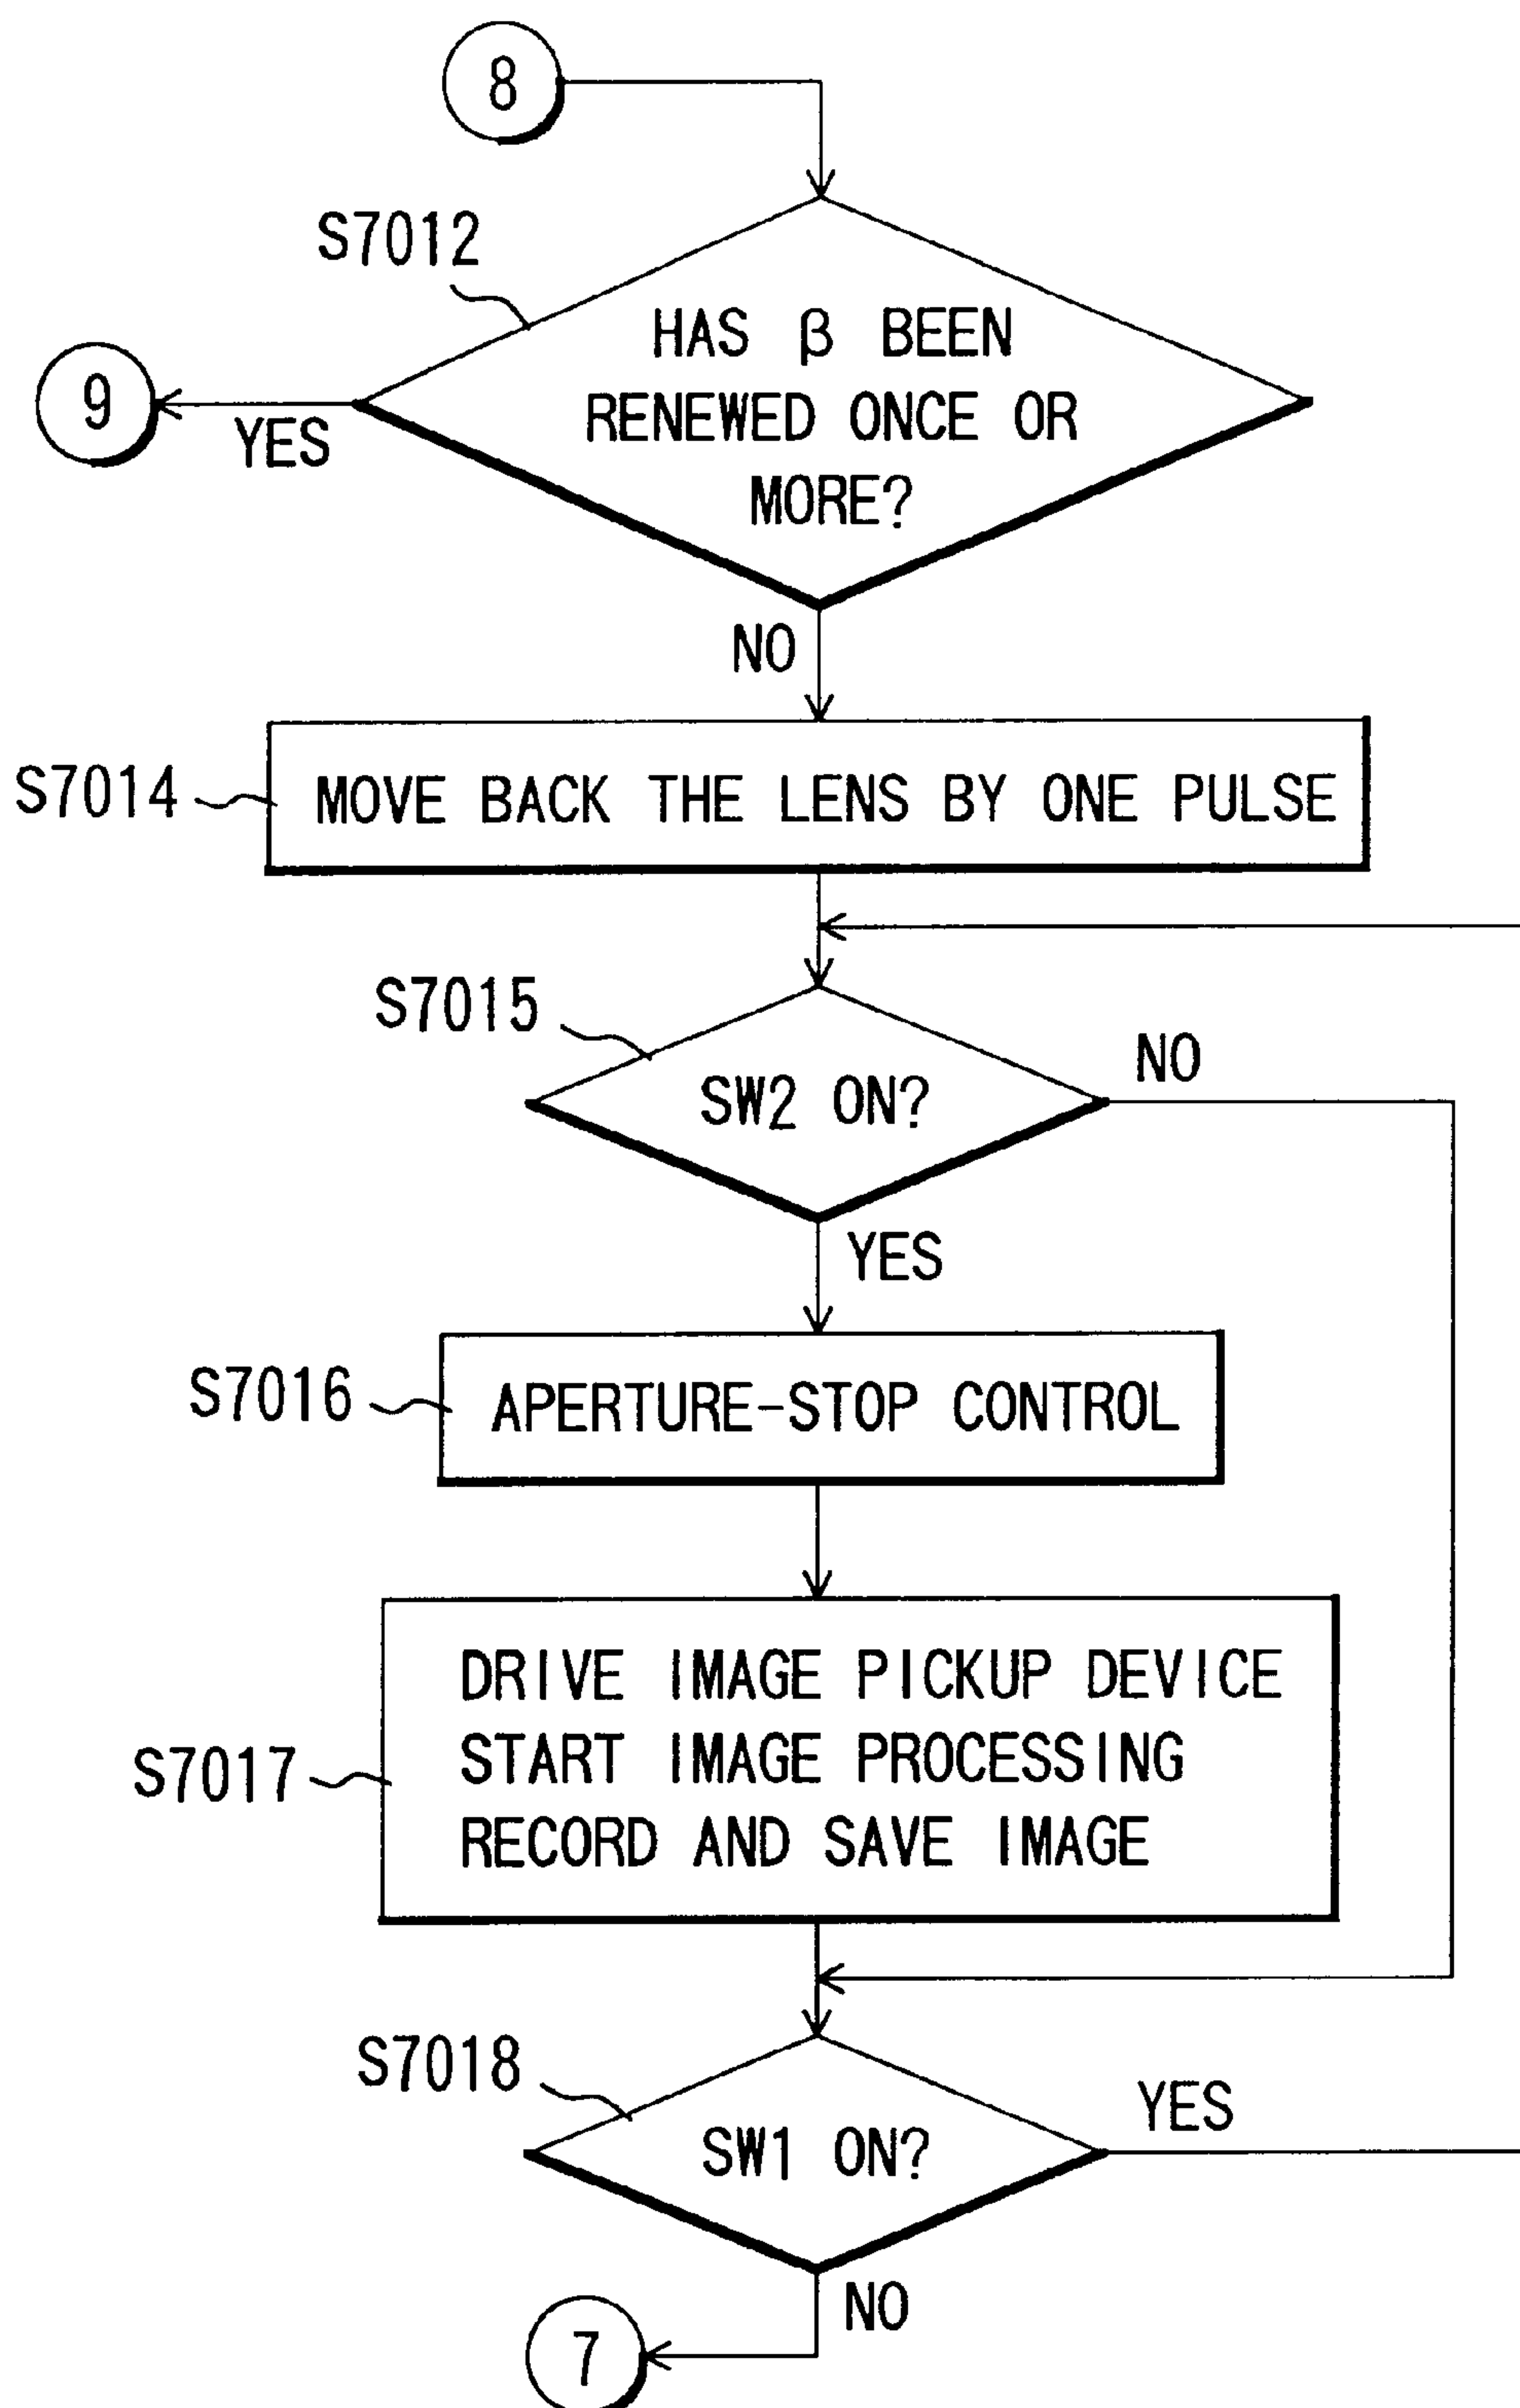 8
S7012
HAS β BEEN
RENEWED ONCE OR
MORE?
9
YES
NO
S7014
MOVE BACK THE LENS BY ONE PULSE
S7015
SW2 ON?
NO
YES
S7016
APERTURE-STOP CONTROL
S7017
DRIVE IMAGE PICKUP DEVICE
START IMAGE PROCESSING
RECORD AND SAVE IMAGE
S7018
SW1 ON?
YES
NO
7